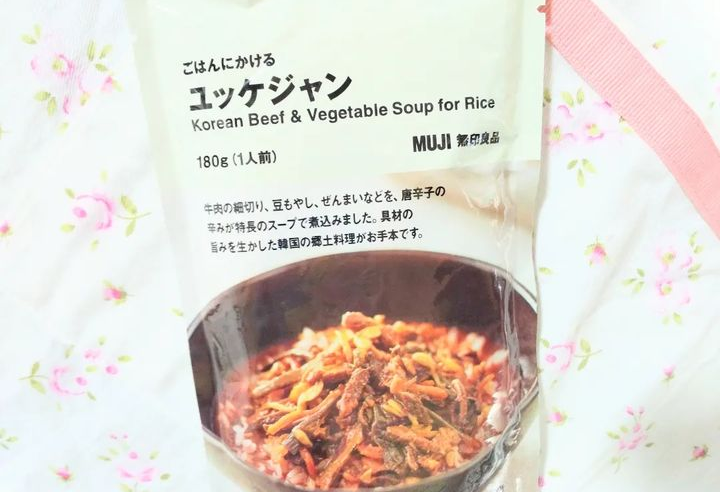 ごはんにかける
ユッケジャン
Korean Beef & Vegetable Soup for Rice
180g（1人前）
MUJI 無印良品
牛肉の細切り、豆もやし、ぜんまいなどを、唐辛子の
辛みが特長のスープで煮込みました。具材の
旨みを生かした韓国の郷土料理がお手本です。